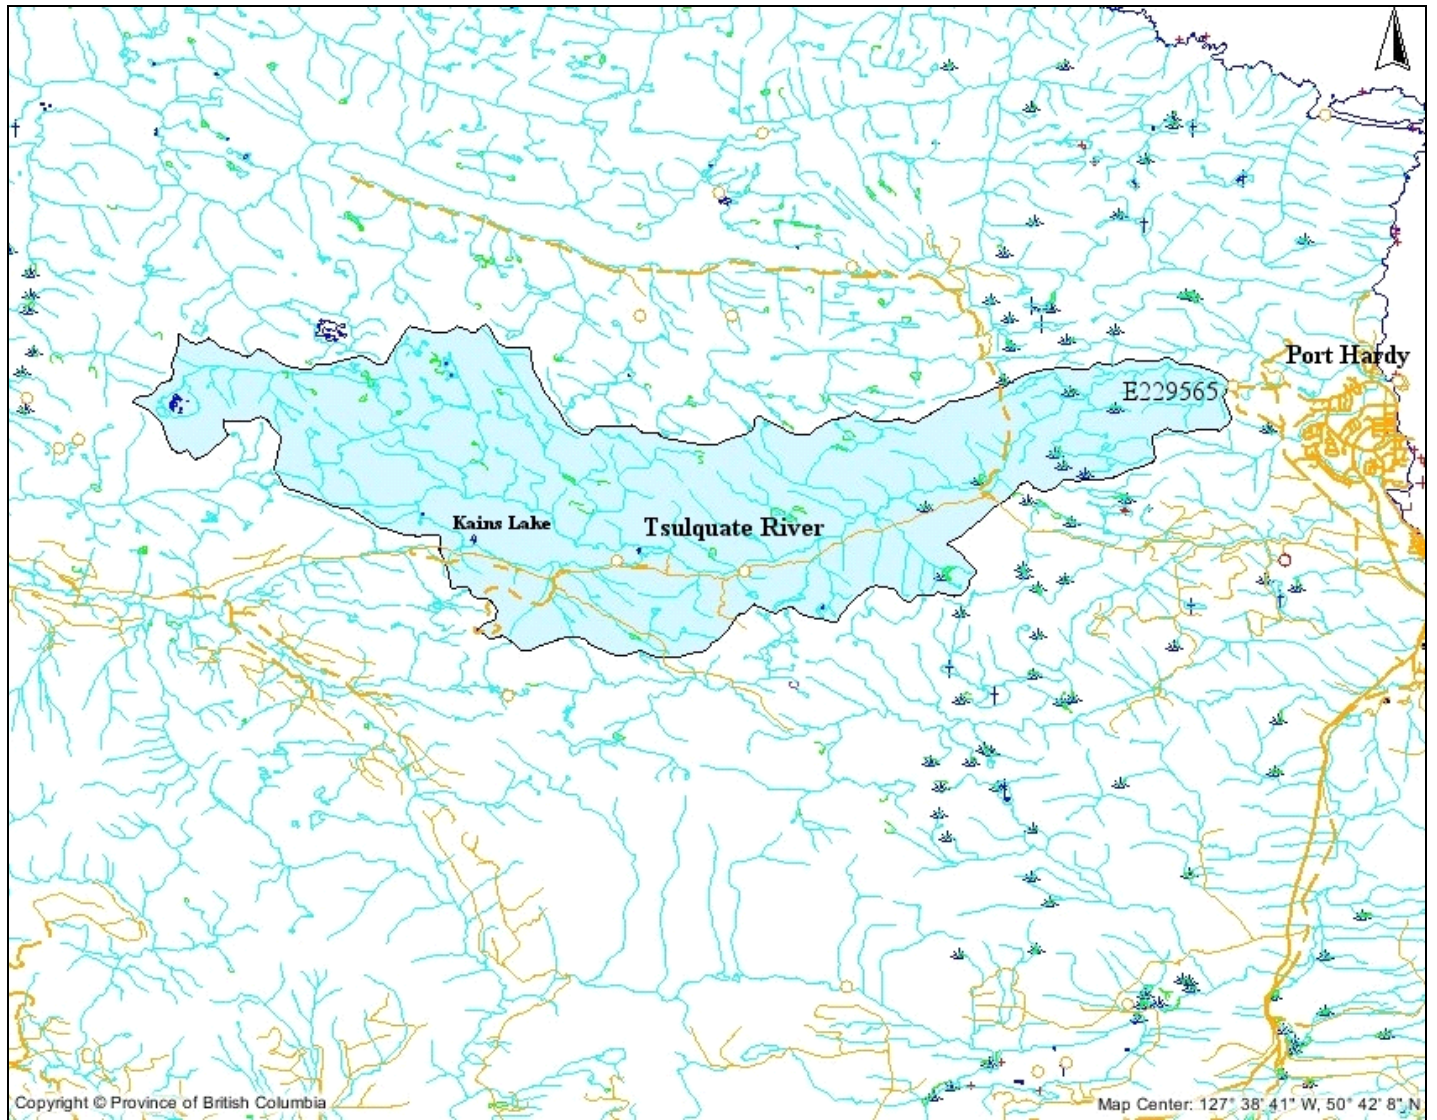 Port Hardy
E229565
Kains Lake
Tsulquate River
Copyright © Province of British Columbia
Map Center: 127° 38' 41" W, 50° 42' 8" N